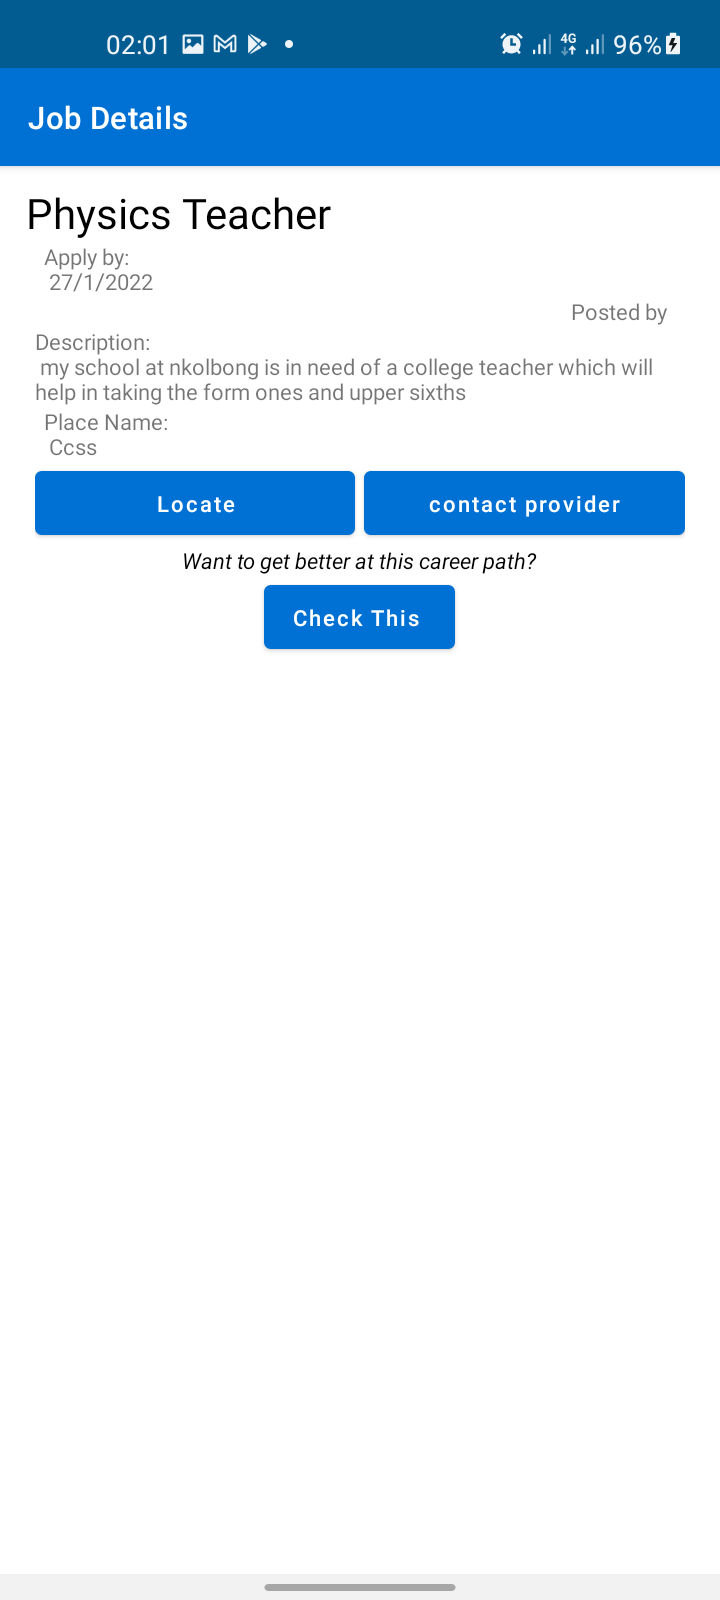 02:01
4G
96%
Job Details
Physics Teacher
Apply by:
27/1/2022
Posted by
Description:
my school at nkolbong is in need of a college teacher which will
help in taking the form ones and upper sixths
Place Name:
Ccss
Locate
contact provider
Want to get better at this career path?
Check This